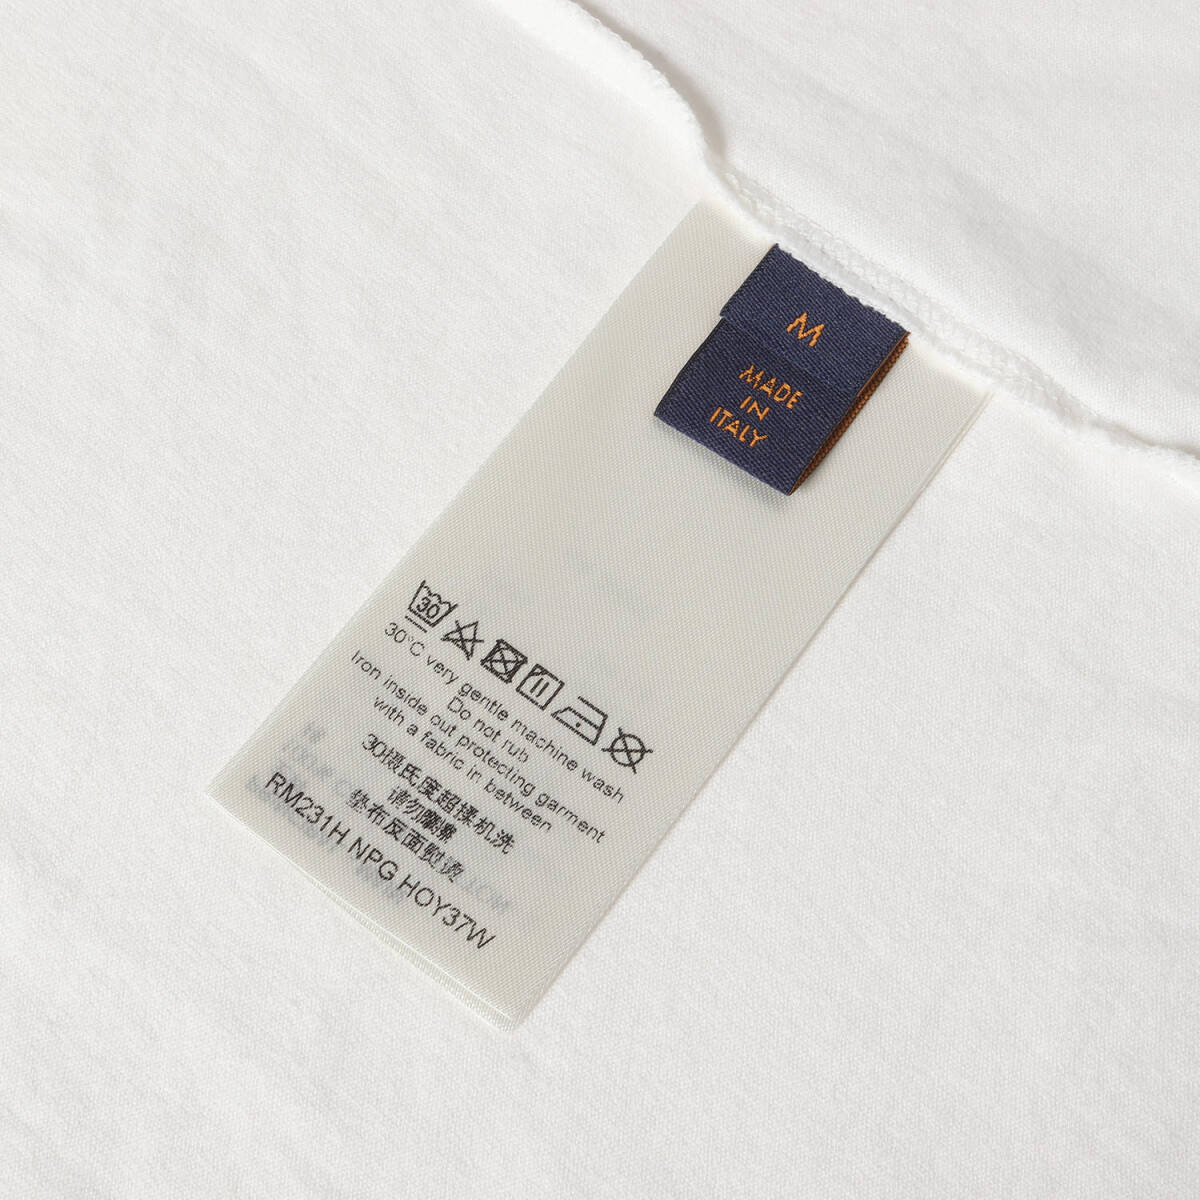 M
MADE
IN
ITALY
30
30°C very gentle machine wash
Do not rub
Iron inside out protecting garment
with a fabric in between
30摄氏度超揉机洗
请勿摩擦
垫布反面熨烫
RM231H NPG HOY37W